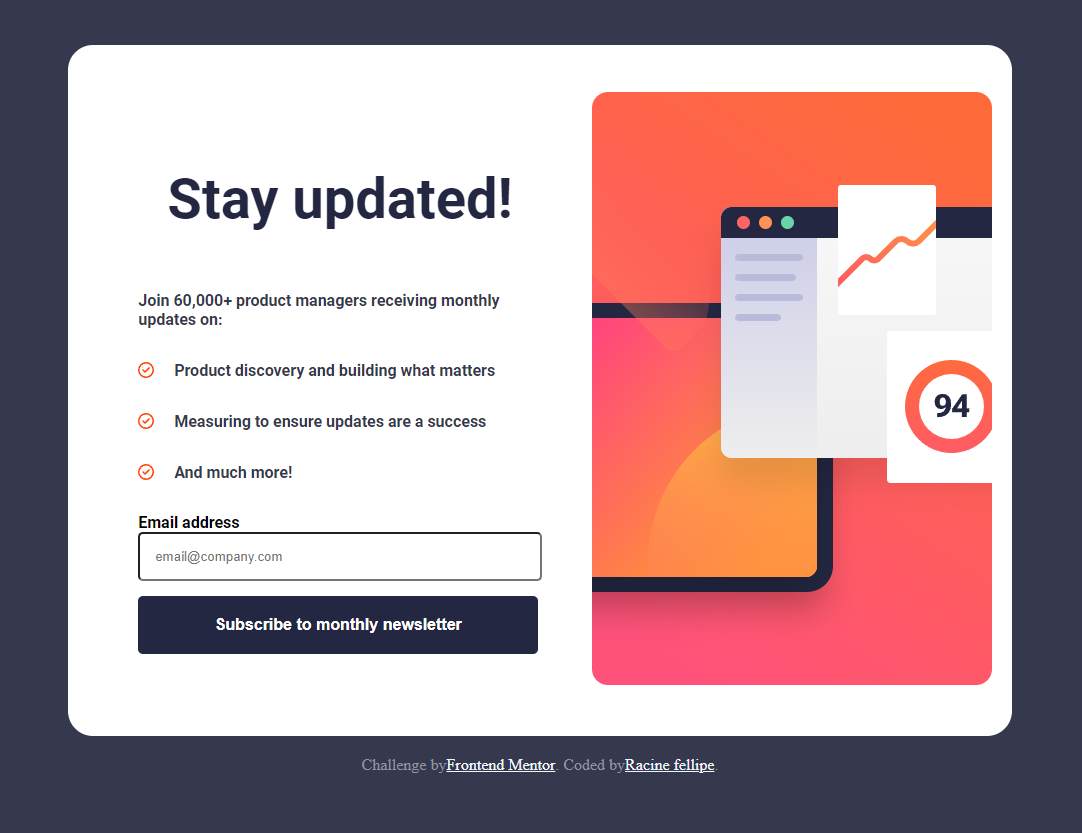 Stay updated!
Join 60,000+ product managers receiving monthly
updates on:
Product discovery and building what matters
Measuring to ensure updates are a success
And much more!
Email address
email@company.com
Subscribe to monthly newsletter
94
Challenge byFrontend Mentor. Coded byRacine fellipe.